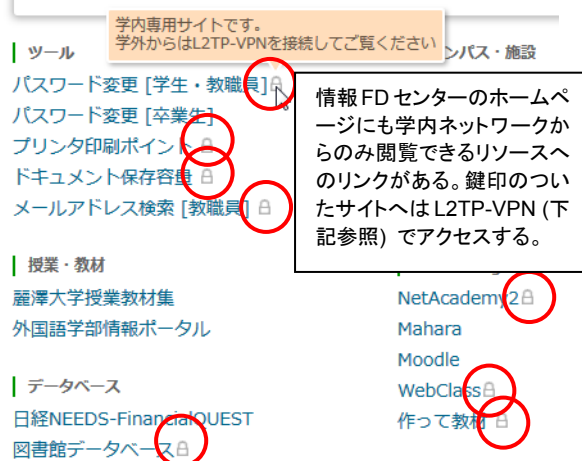 学内専用サイトです。
学外からはL2TP-VPNを接続してご覧ください
ツール
パスワード変更 [学生・教職員]
パスワード変更 [卒業生]
プリンタ印刷ポイント
ドキュメント保存容量
メールアドレス検索 [教職員]
授業・教材
麗澤大学授業教材集
外国語学部情報ポータル
データベース
日経NEEDS-FinancialQUEST
図書館データベース
ンパス・施設
情報FDセンターのホームペ
ージにも学内ネットワークか
らのみ閲覧できるリソースへ
のリンクがある。鍵印のつい
たサイトへはL2TP-VPN (下
記参照) でアクセスする。
NetAcademy2
Mahara
Moodle
WebClass
作って教材